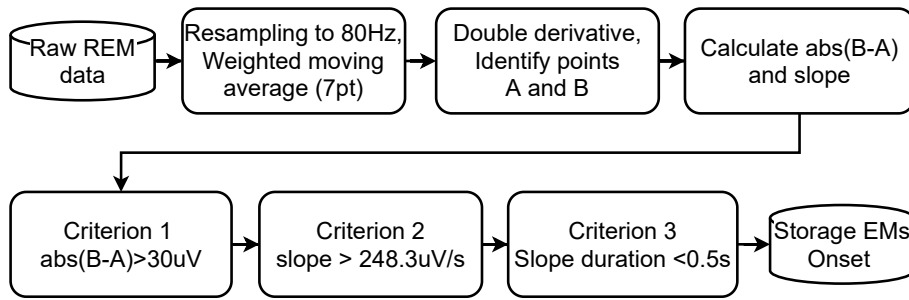 Raw REM
data
Resampling to 80Hz,
Weighted moving
average (7pt)
Double derivative,
Identify points
A and B
Calculate abs(B-A)
and slope
Criterion 1
abs(B-A)>30uV
Criterion 2
slope > 248.3uV/s
Criterion 3
Slope duration <0.5s
Storage EMs
Onset